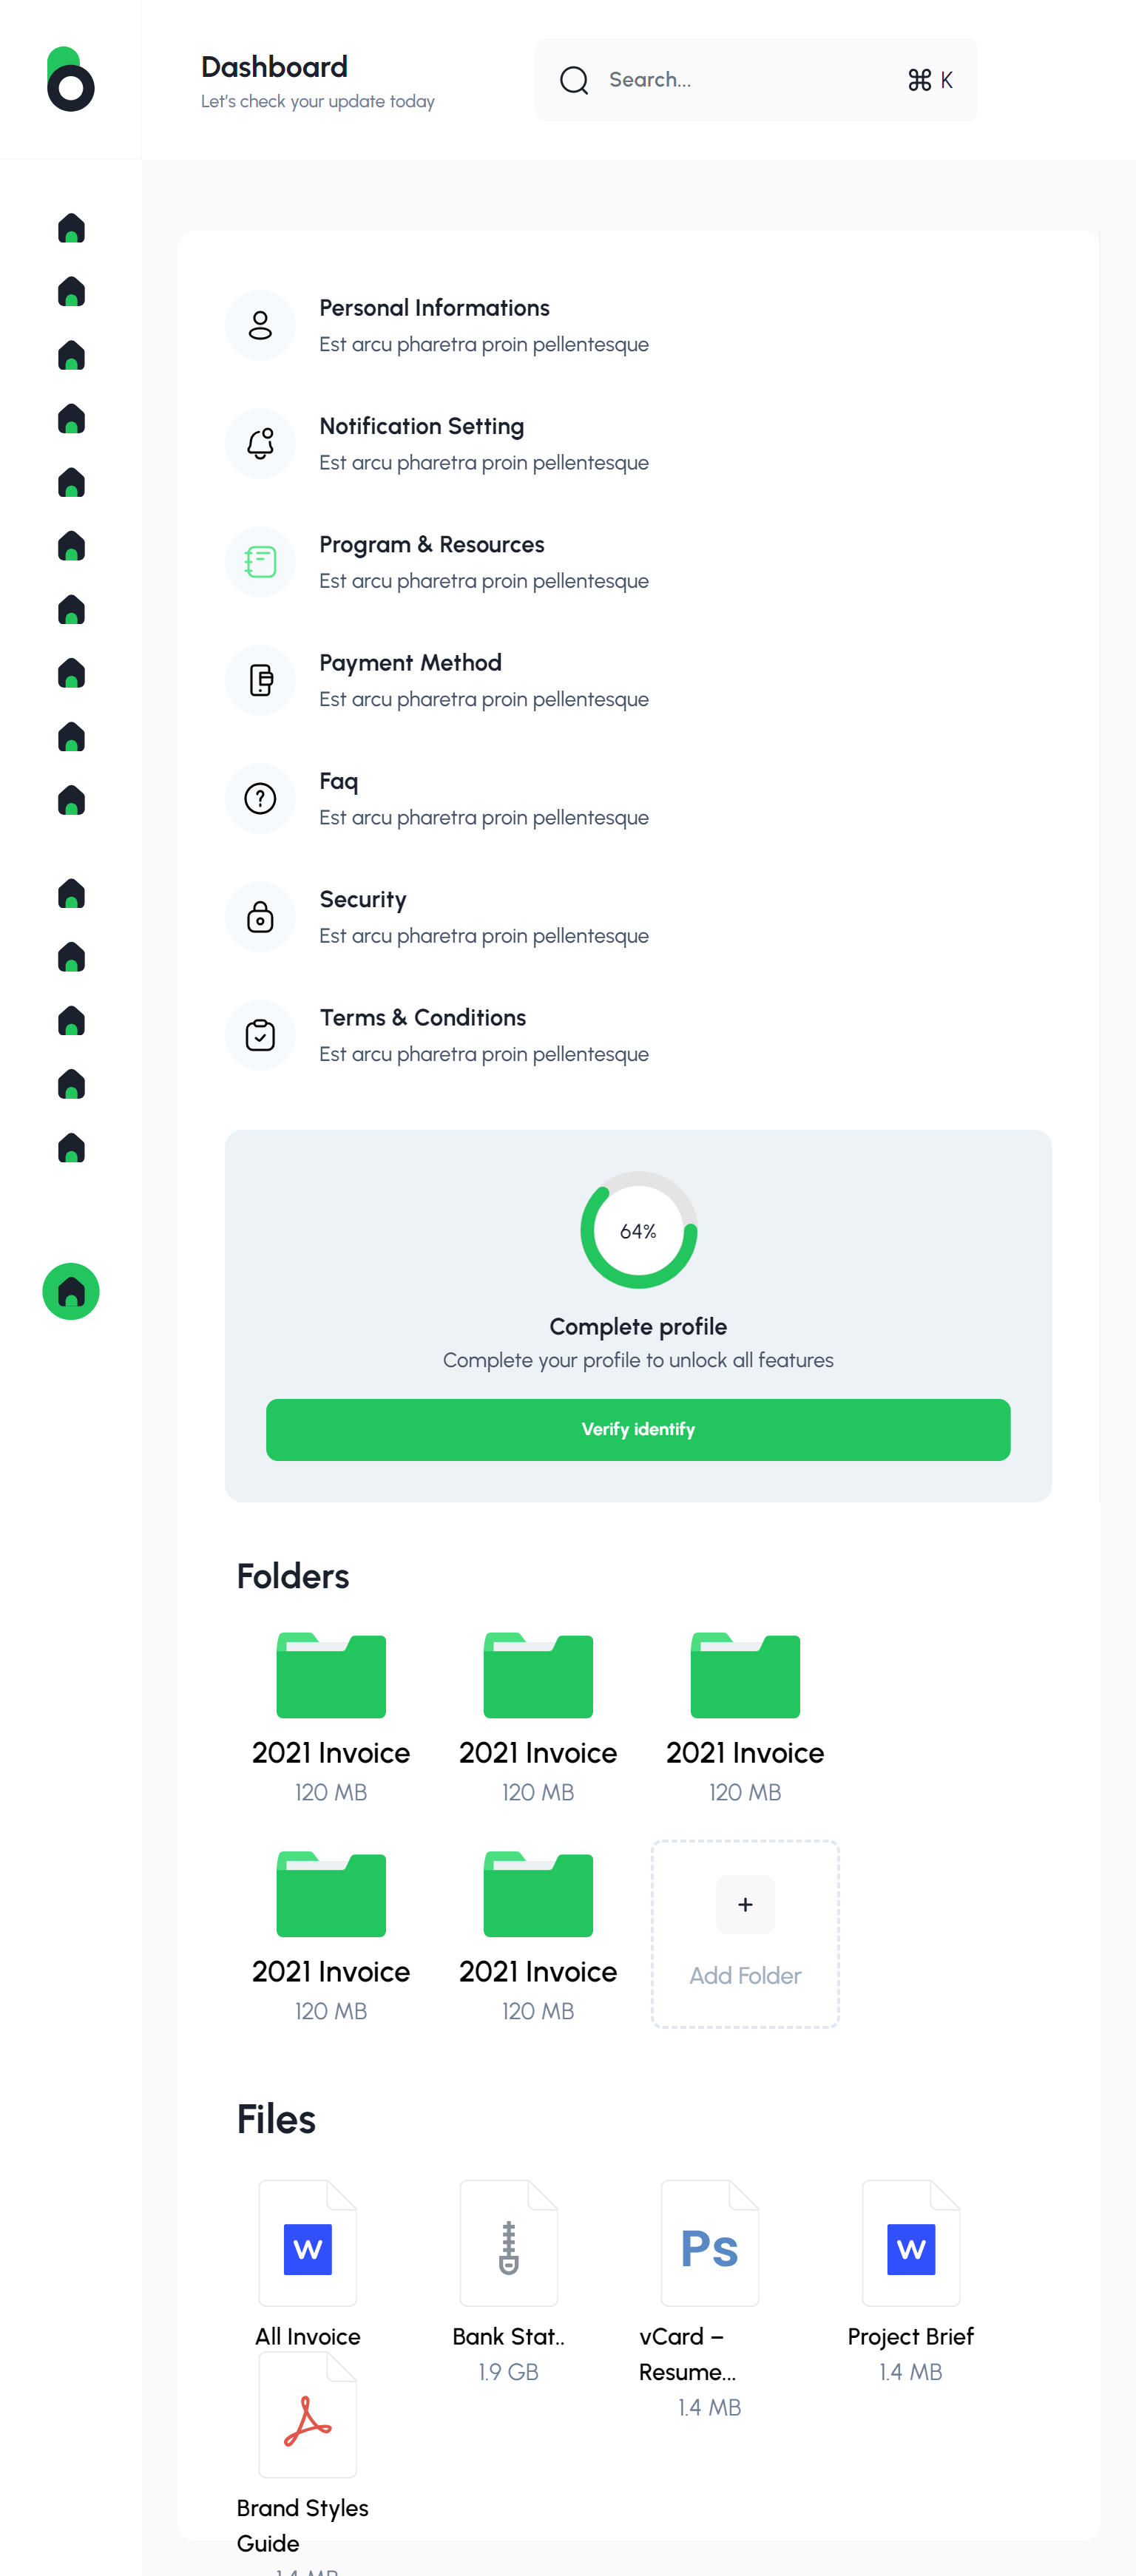 Dashboard
Let's check your update today
Search...
⌘ K
Personal Informations
Est arcu pharetra proin pellentesque
Notification Setting
Est arcu pharetra proin pellentesque
Program & Resources
Est arcu pharetra proin pellentesque
Payment Method
Est arcu pharetra proin pellentesque
Faq
Est arcu pharetra proin pellentesque
Security
Est arcu pharetra proin pellentesque
Terms & Conditions
Est arcu pharetra proin pellentesque
64%
Complete profile
Complete your profile to unlock all features
Verify identify
Folders
2021 Invoice
120 MB
2021 Invoice
120 MB
2021 Invoice
120 MB
2021 Invoice
120 MB
2021 Invoice
120 MB
+
Add Folder
Files
W
All Invoice
Bank Stat..
1.9 GB
Ps
vCard –
Resume...
1.4 MB
W
Project Brief
1.4 MB
Brand Styles
Guide
1.4 MB